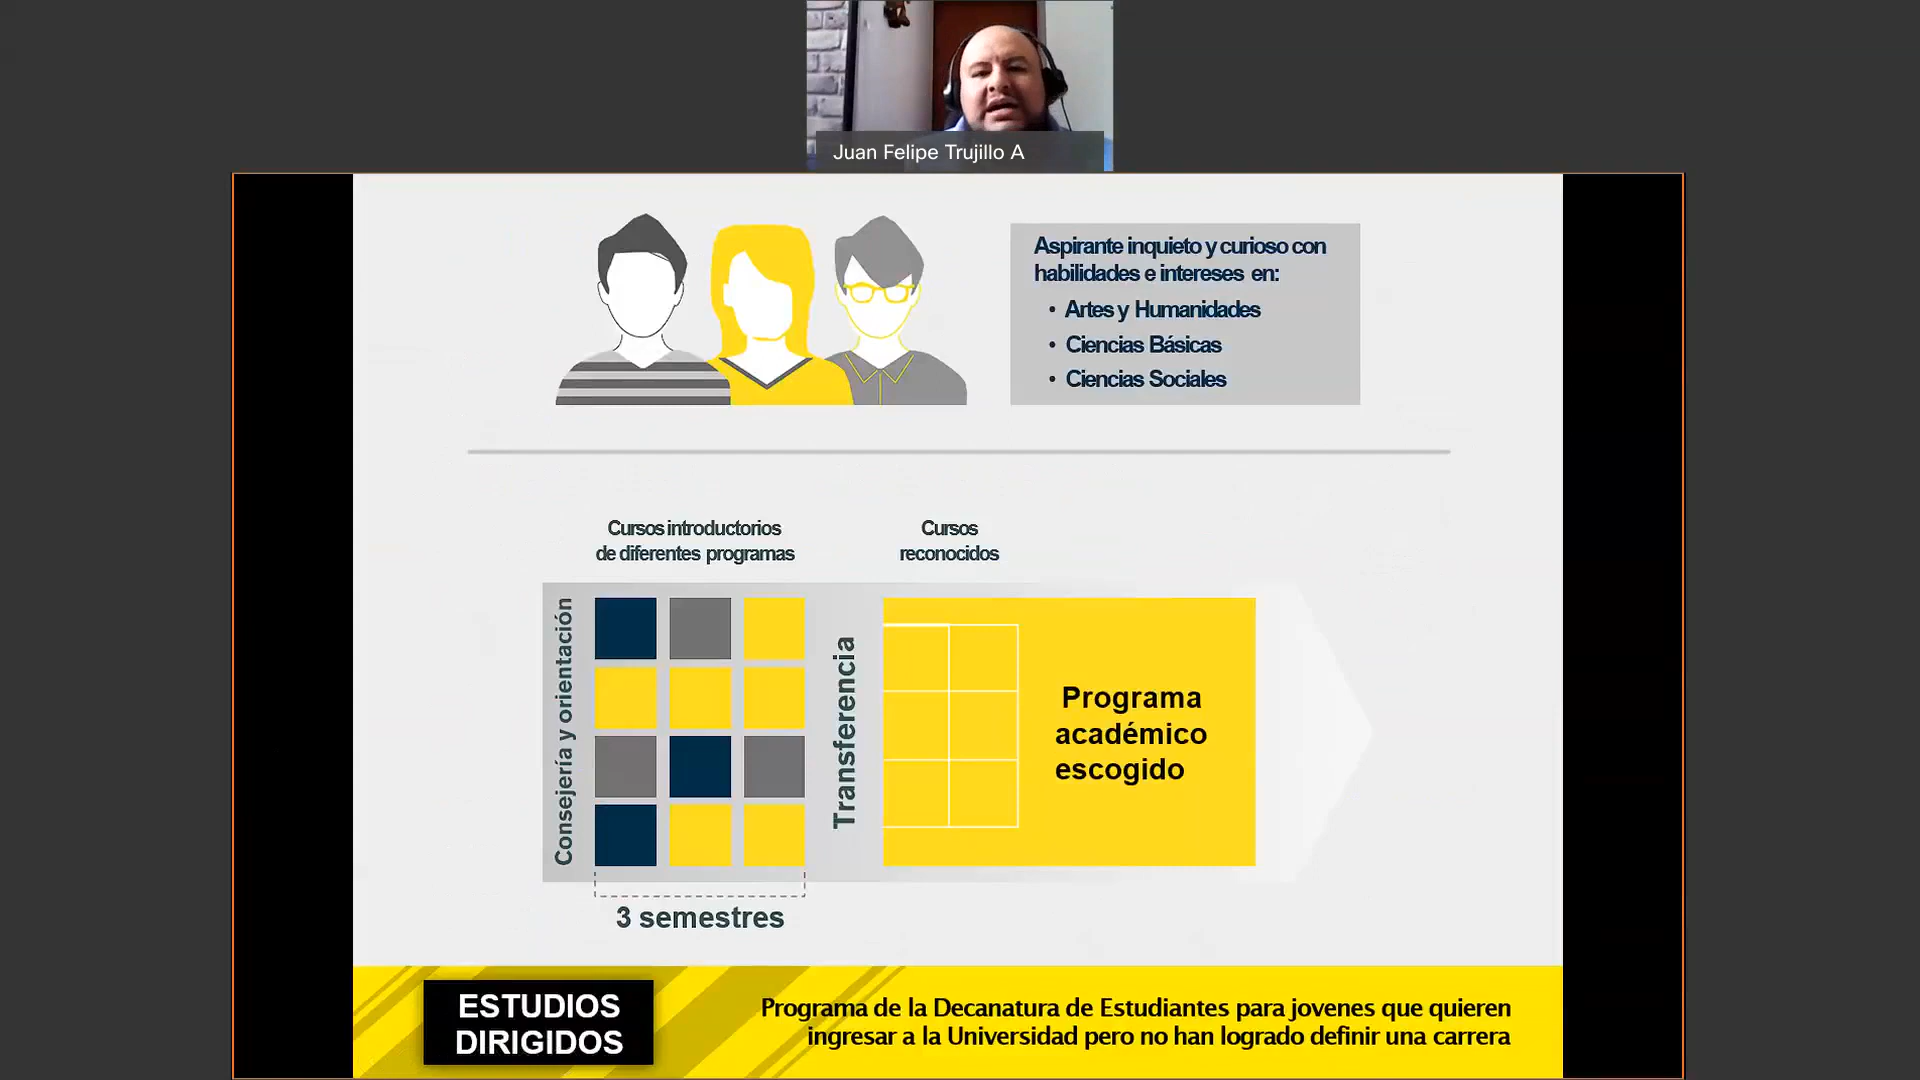 Juan Felipe Trujillo A
Aspirante inquieto y curioso con
habilidades e intereses en:
• Artes y Humanidades
• Ciencias Básicas
• Ciencias Sociales
Cursos introductorios
de diferentes programas
Cursos
reconocidos
Consejería y orientación
Transferencia
Programa
académico
escogido
3 semestres
ESTUDIOS
DIRIGIDOS
Programa de la Decanatura de Estudiantes para jovenes que quieren
ingresar a la Universidad pero no han logrado definir una carrera